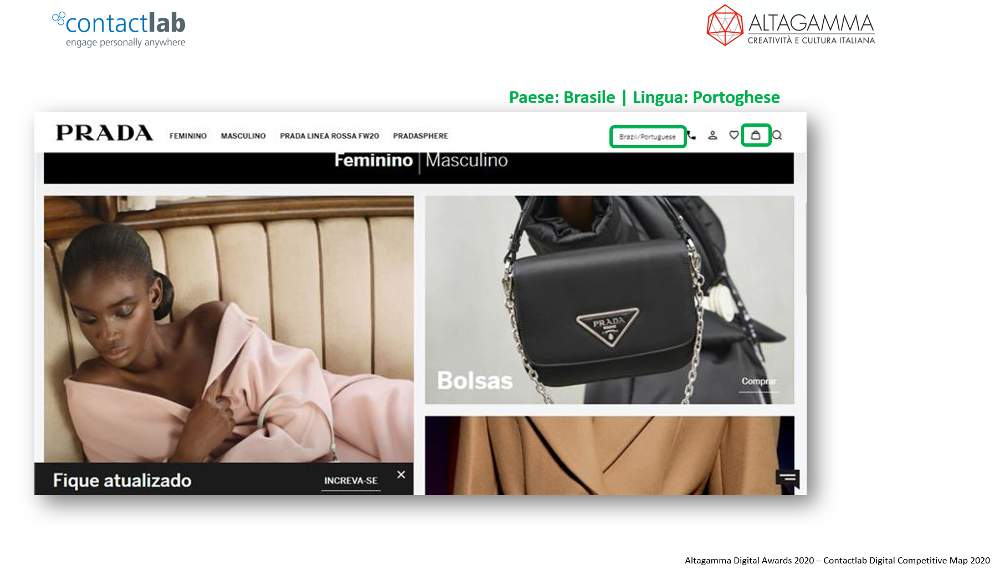 contactlab
engage personally anywhere
ALTAGAMMA
CREATIVITÀ E CULTURA ITALIANA
Paese: Brasile | Lingua: Portoghese
PRADA FEMININO MASCULINO PRADA LINEA ROSSA FW20 PRADASPHERE Brazil/Portuguese
Feminino | Masculino
PRADA
Bolsas
Comprar
Fique atualizado INCREVA-SE
Altagamma Digital Awards 2020 – Contactlab Digital Competitive Map 2020